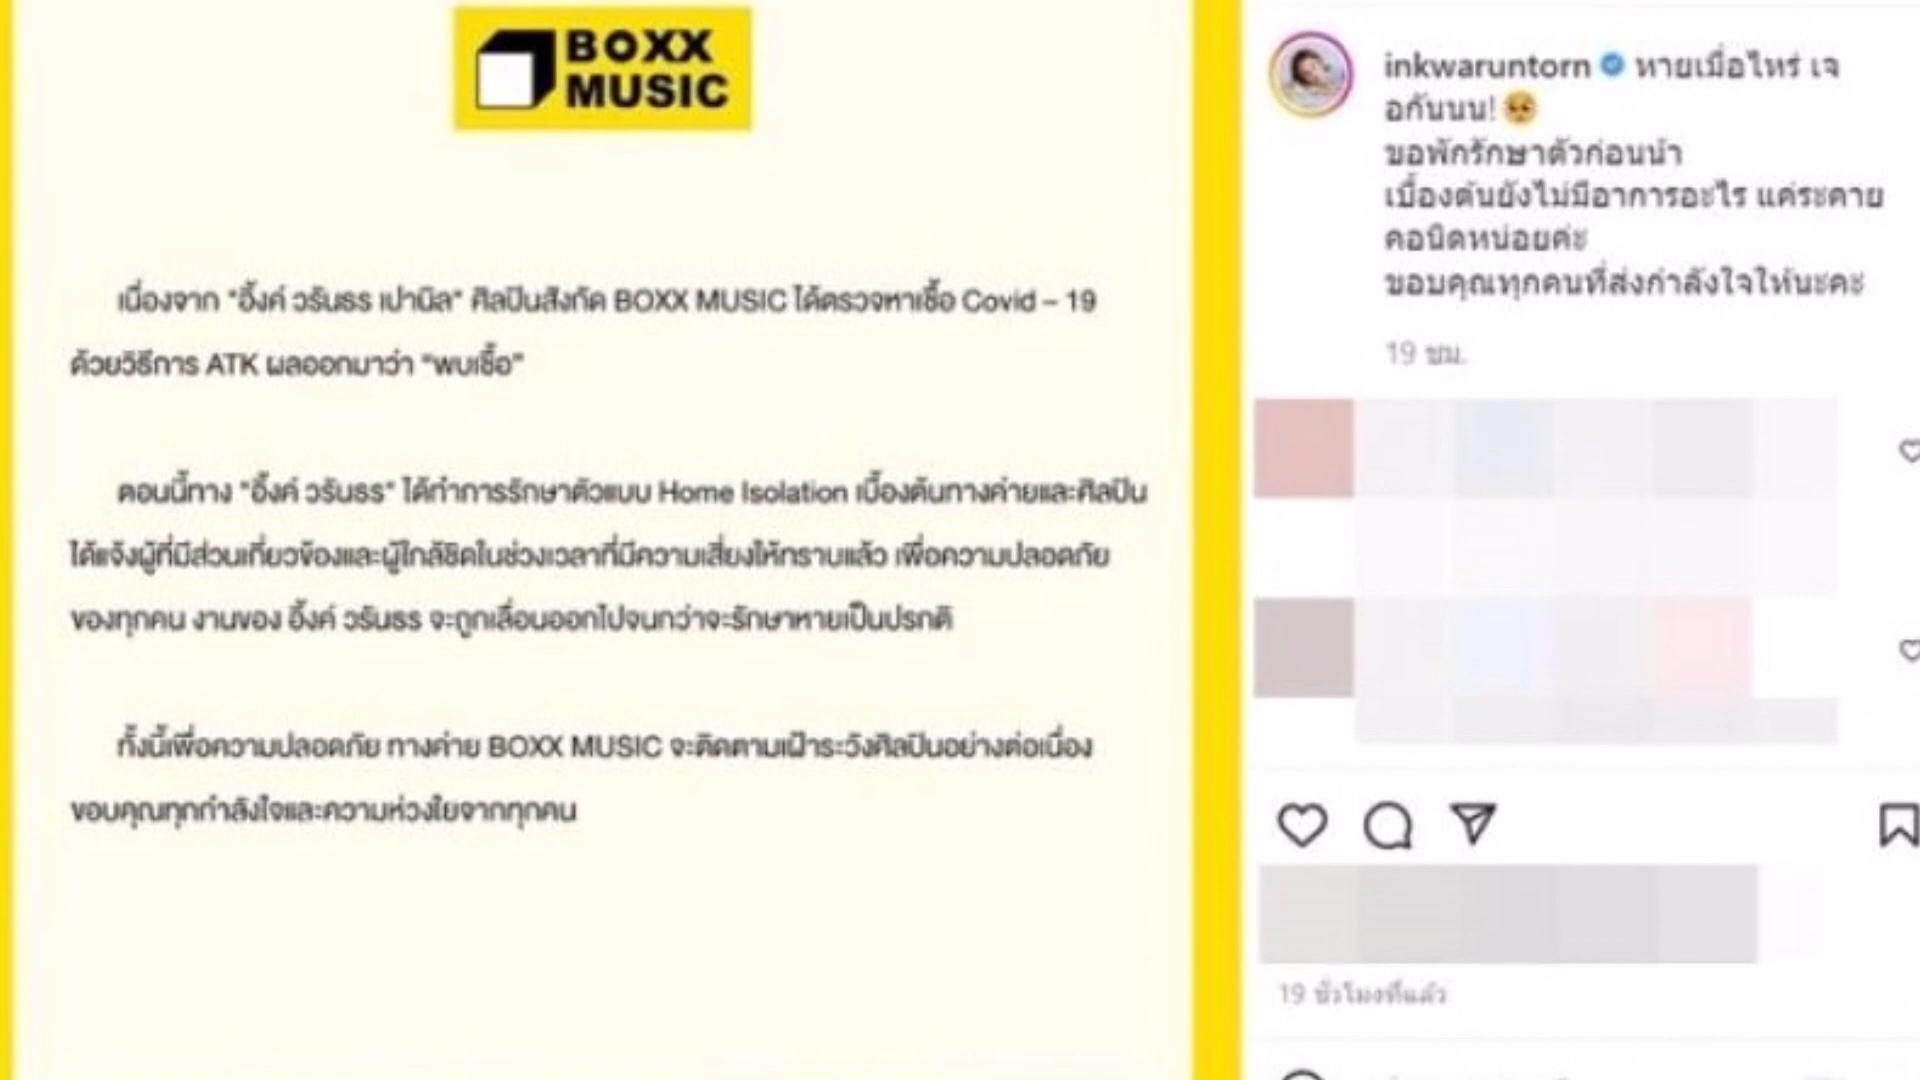 BOXX
MUSIC
เนื่องจาก "อิ้งค์ วรันธร เปานิล" ศิลปินสังกัด BOXX MUSIC ได้ตรวจหาเชื้อ Covid – 19
ด้วยวิธีการ ATK ผลออกมาว่า "พบเชื้อ"
ตอนนี้ทาง "อิ้งค์ วรันธร" ได้ทำการรักษาตัวแบบ Home Isolation เบื้องต้นทางค่ายและศิลปิน
ได้แจ้งผู้ที่มีส่วนเกี่ยวข้องและผู้ใกล้ชิดในช่วงเวลาที่มีความเสี่ยงให้ทราบแล้ว เพื่อความปลอดภัย
ของทุกคน งานของ อิ้งค์ วรันธร จะถูกเลื่อนออกไปจนกว่าจะรักษาหายเป็นปรกติ
ทั้งนี้เพื่อความปลอดภัย ทางค่าย BOXX MUSIC จะติดตามเฝ้าระวังศิลปินอย่างต่อเนื่อง
ขอบคุณทุกกำลังใจและความห่วงใยจากทุกคน
inkwaruntorn หายเมื่อไหร่ เจ
อกันนน! 🥺
ขอพักรักษาตัวก่อนน้า
เบื้องต้นยังไม่มีอาการอะไร แค่ระคาย
คอนิดหน่อยค่ะ
ขอบคุณทุกคนที่ส่งกำลังใจให้นะคะ
19 ชม.
19 ชั่วโมงที่แล้ว